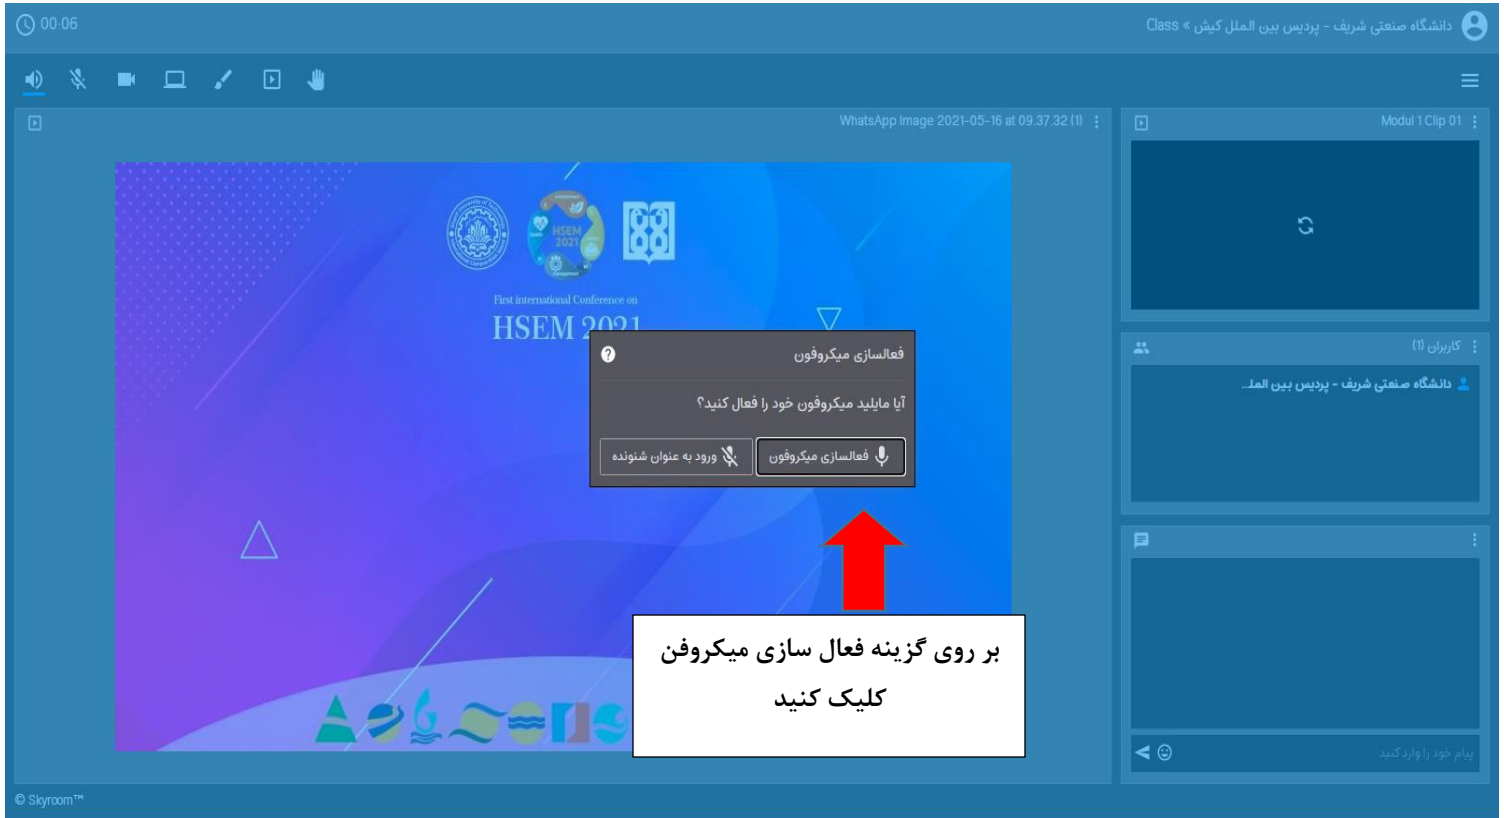 00:06
دانشگاه صنعتی شریف - پردیس بین الملل کیش » Class
WhatsApp Image 2021-05-16 at 09.37.32 (1)
Modul 1 Clip 01
HSEM
2021
First international Conference on
HSEM 2021
فعالسازی میکروفون
آیا مایلید میکروفون خود را فعال کنید؟
فعالسازی میکروفون
ورود به عنوان شنونده
بر روی گزینه فعال سازی میکروفن
کلیک کنید
کاربران (1)
دانشگاه صنعتی شریف - پردیس بین المل..
پیام خود را وارد کنید
© Skyroom™